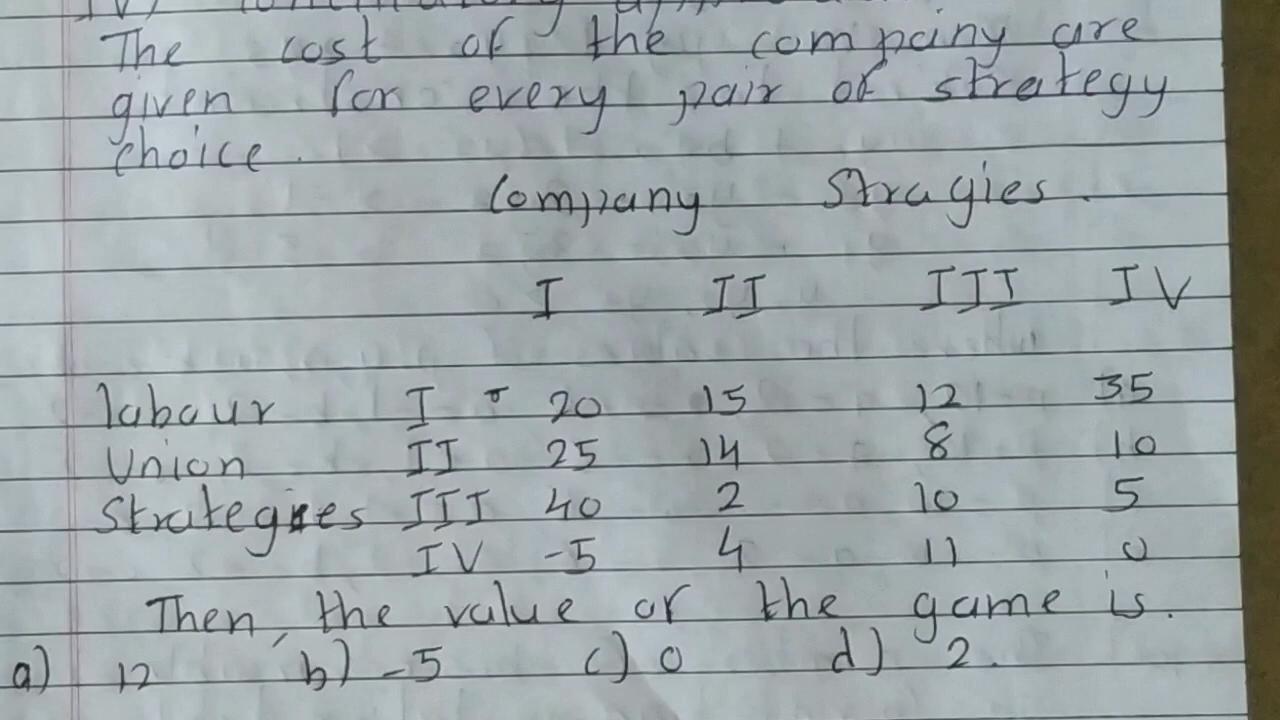 IV)
The cost of the company are
given for every pair of strategy
choice.
Company Stragies.
I II III IV
labour I 20 15 12 35
Union II 25 14 8 10
Strategies III 40 2 10 5
IV -5 4 11 0
Then, the value of the game is.
a) 12 b) -5 c) 0 d) 2.